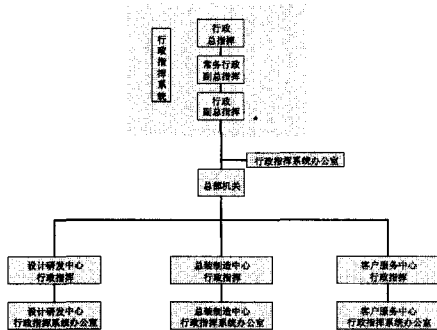 行政指挥系统
行政
总指挥
常务行政
副总指挥
行政
副总指挥
行政指挥系统办公室
总部机关
设计研发中心
行政指挥
总装制造中心
行政指挥
客户服务中心
行政指挥
设计研发中心
行政指挥系统办公室
总装制造中心
行政指挥系统办公室
客户服务中心
行政指挥系统办公室